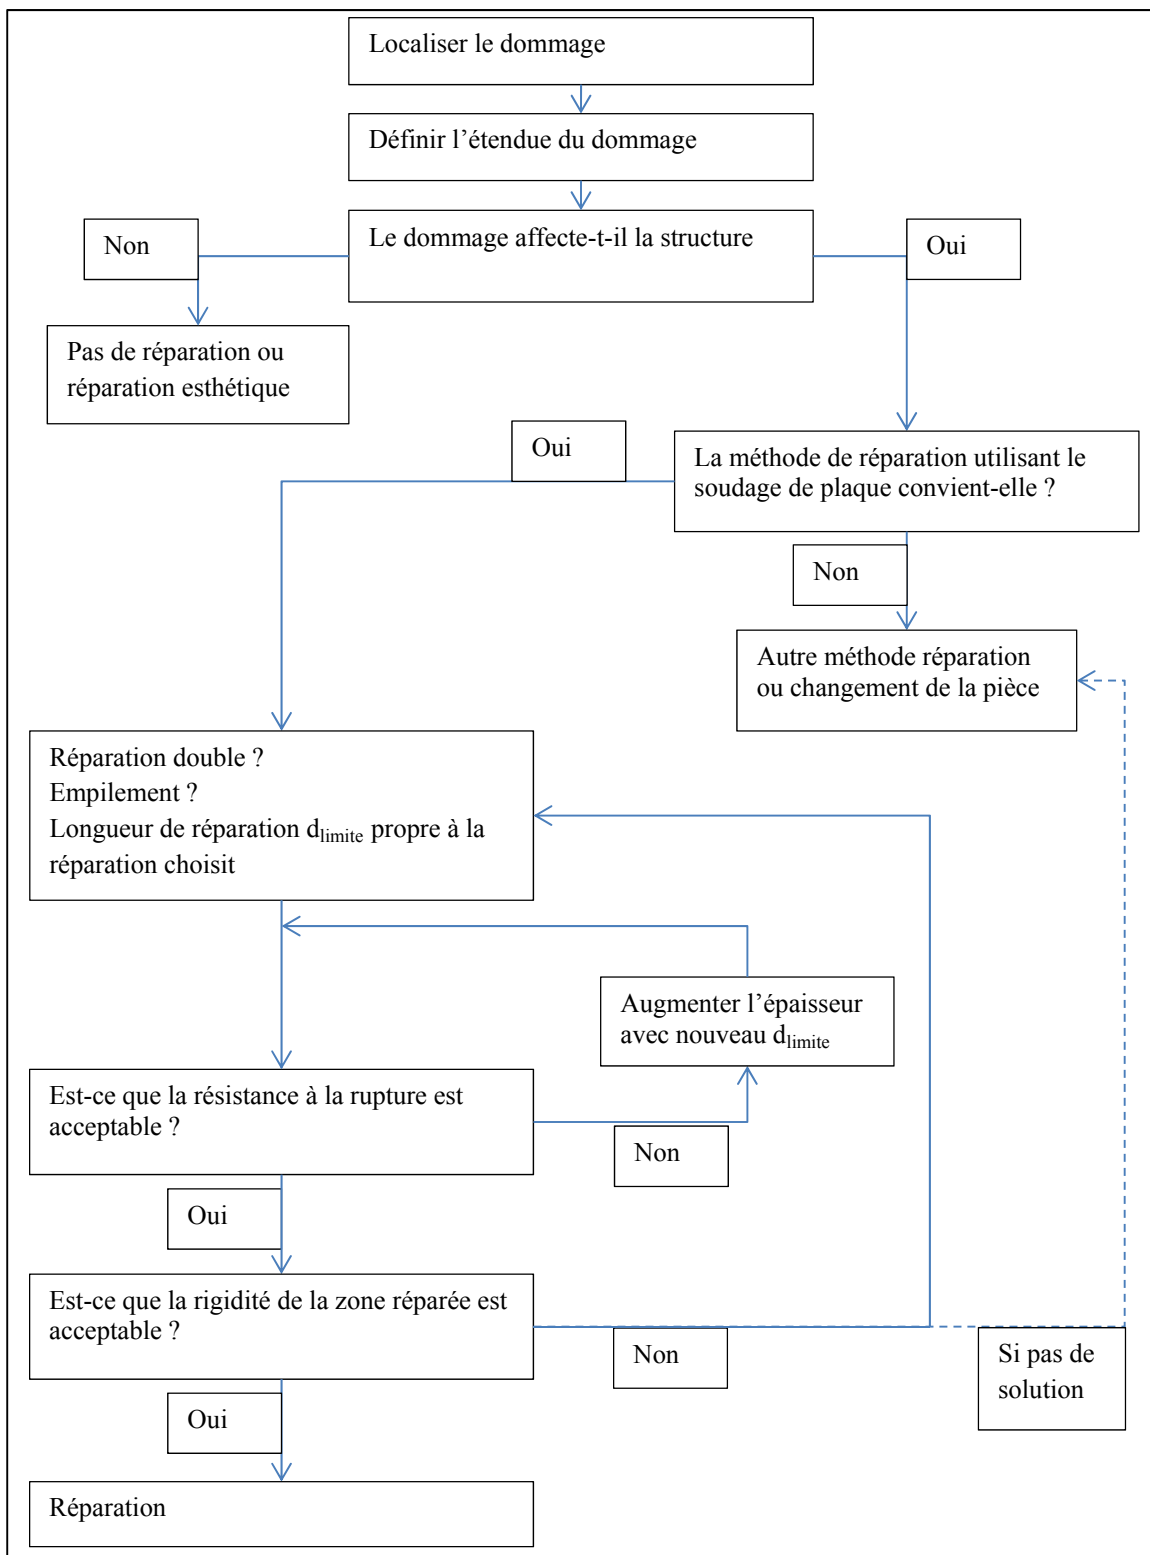 Localiser le dommage
Définir l’étendue du dommage
Le dommage affecte-t-il la structure
Non
Oui
Pas de réparation ou
réparation esthétique
Oui
La méthode de réparation utilisant le
soudage de plaque convient-elle ?
Non
Autre méthode réparation
ou changement de la pièce
Réparation double ?
Empilement ?
Longueur de réparation dlimite propre à la
réparation choisit
Augmenter l’épaisseur
avec nouveau dlimite
Est-ce que la résistance à la rupture est
acceptable ?
Non
Oui
Est-ce que la rigidité de la zone réparée est
acceptable ?
Non
Si pas de
solution
Oui
Réparation